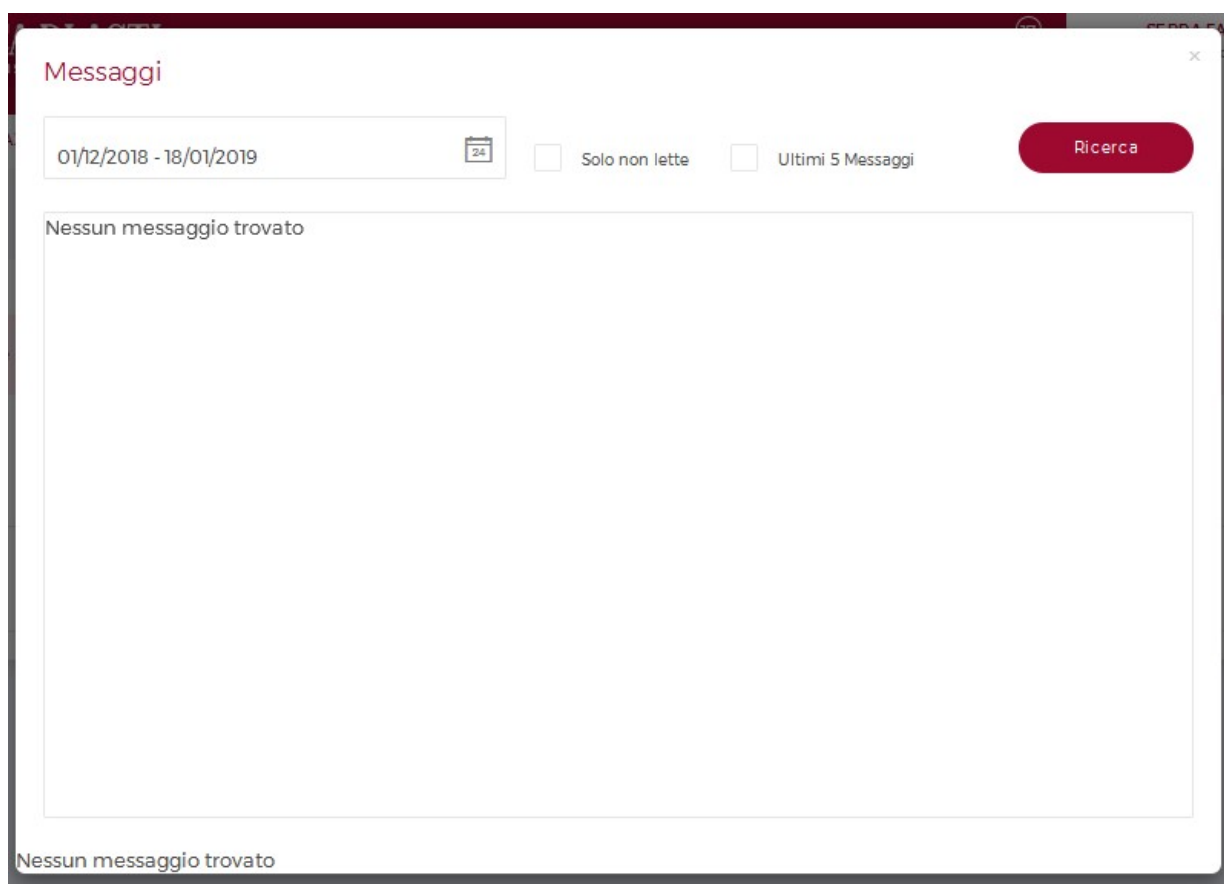 Messaggi
×
01/12/2018 - 18/01/2019
24
Solo non lette
Ultimi 5 Messaggi
Ricerca
Nessun messaggio trovato
Nessun messaggio trovato